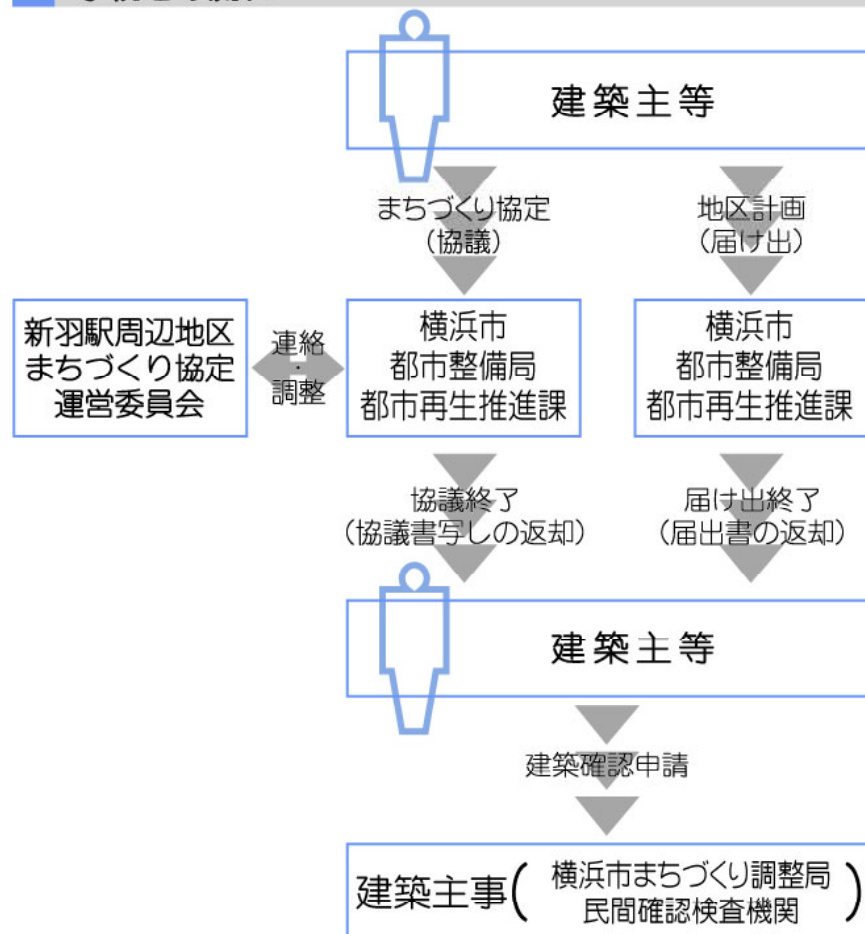 建築主等
まちづくり協定
(協議)
地区計画
(届け出)
新羽駅周辺地区
まちづくり協定
運営委員会
連絡
・
調整
横浜市
都市整備局
都市再生推進課
横浜市
都市整備局
都市再生推進課
協議終了
(協議書写しの返却)
届け出終了
(届出書の返却)
建築主等
建築確認申請
建築主事(横浜市まちづくり調整局
民間確認検査機関)